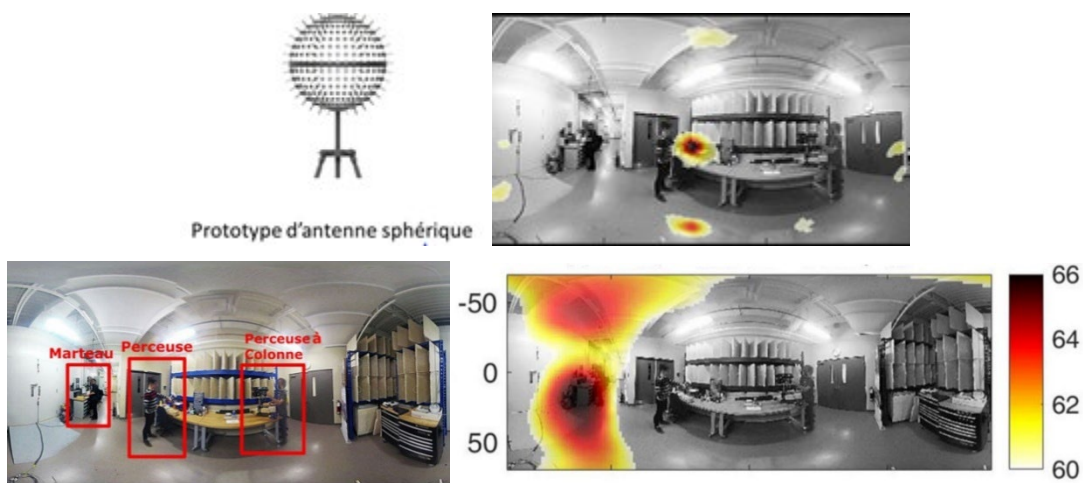 Prototype d'antenne sphérique
Marteau
Perceuse
Perceuse à
Colonne
-50
0
50
66
64
62
60